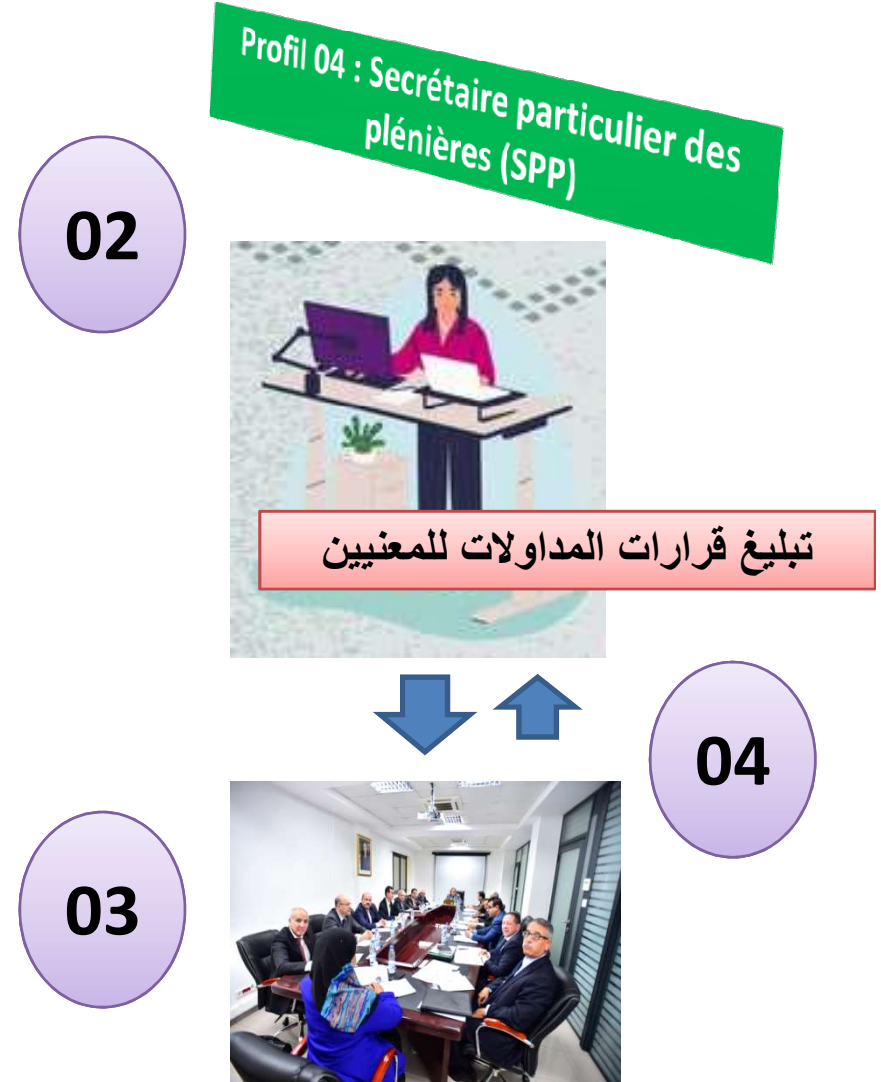 Profil 04 : Secrétaire particulier des
plénières (SPP)
02
تبليغ قرارات المداولات للمعنيين
04
03